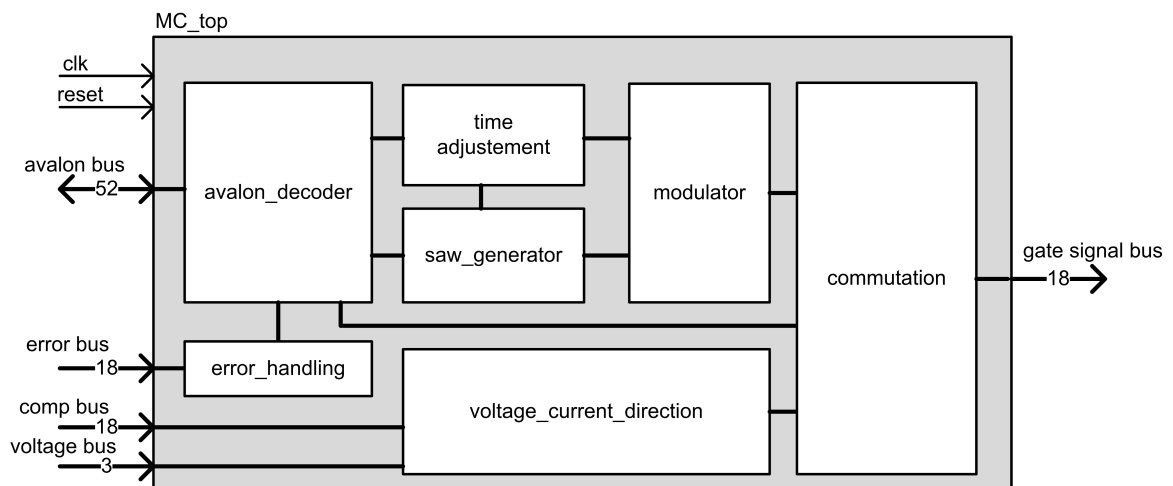 MC_top
clk
reset
avalon bus
52
avalon_decoder
time
adjustement
saw_generator
modulator
commutation
gate signal bus
18
error bus
18
error_handling
comp bus
18
voltage bus
3
voltage_current_direction